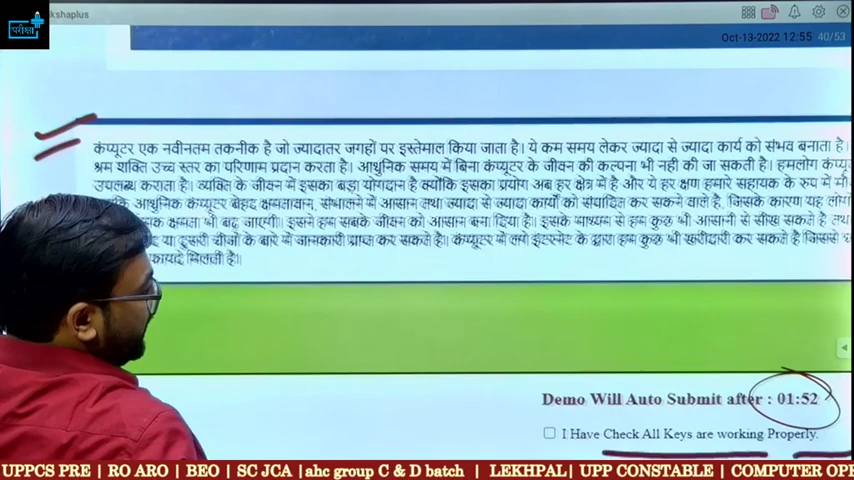 परीक्षा
kshaplus
Oct-13-2022 12:55 40/53
कंप्यूटर एक नवीनतम तकनीक है जो ज्यादातर जगहों पर इस्तेमाल किया जाता है। ये कम समय लेकर ज्यादा से ज्यादा कार्य को संभव बनाता है।
श्रम शक्ति उच्च स्तर का परिणाम प्रदान करता है। आधुनिक समय में बिना कंप्यूटर के जीवन की कल्पना भी नही की जा सकती है। हमलोग
उपलब्ध कराता है। व्यक्ति के जीवन में इसका बड़ा योगदान है क्योंकि इसका प्रयोग अब हर क्षेत्र में है और ये हर क्षण हमारे सहायक के रुप में
आधुनिक कंप्यूटर बेहद क्षमतावान, संभालने में आसान तथा ज्यादा से ज्यादा कार्यों को संपादित कर सकने वाले है, जिसके कारण यह लोगों
क्षमता भी बढ़ जाएगी। इसने हम सबके जीवन को आसान बना दिया है। इसके माध्यम से हम कुछ भी आसानी से सीख सकते है
या दूसरी चीजों के बारे में जानकारी प्राप्त कर सकते है। कंप्यूटर में लगे इंटरनेट के द्वारा हम कुछ भी खरीदारी कर सकते है जिससे
फायदे मिलती है।
Demo Will Auto Submit after : 01:52
I Have Check All Keys are working Properly.
UPPCS PRE | RO ARO | BEO | SC JCA |ahc group C & D batch | LEKHPAL| UPP CONSTABLE | COMPUTER OPE